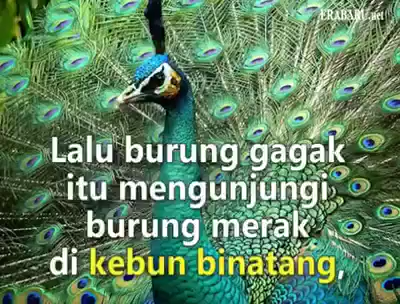 ERABARU.net
Lalu burung gagak
itu mengunjungi
burung merak
di kebun binatang,